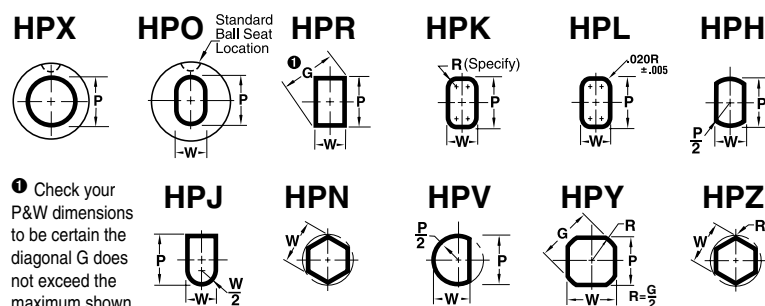 HPX
HPO
Standard
Ball Seat
Location
HPR
HPK
HPL
HPH
P
P
W
❶
G
P
W
R (Specify)
P
W
.020R
±.005
P
W
P
P/2
W
❶ Check your
P&W dimensions
to be certain the
diagonal G does
not exceed the
maximum shown
HPJ
HPN
HPV
HPY
HPZ
P
W
W/2
W
P/2
P
W
G
R
P
W
R=G/2
W
R